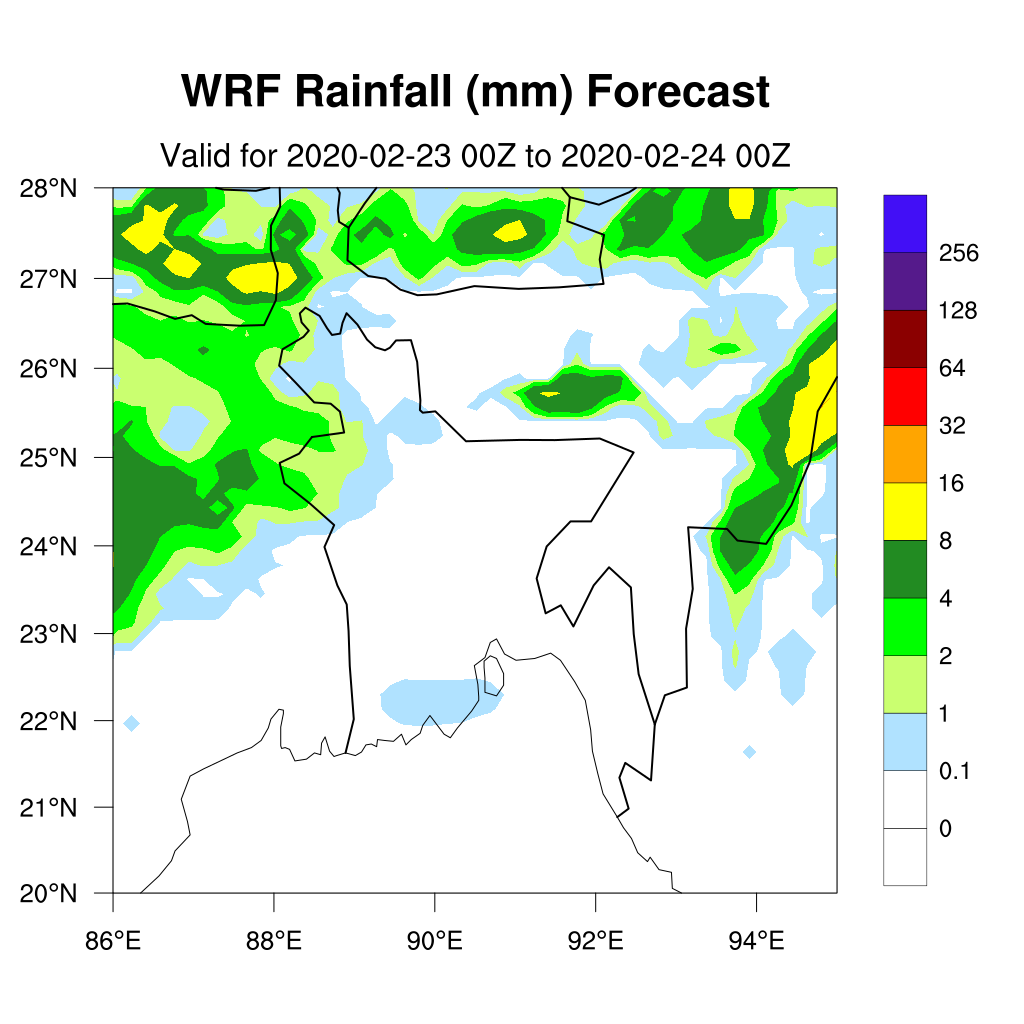 WRF Rainfall (mm) Forecast
Valid for 2020-02-23 00Z to 2020-02-24 00Z
28°N
27°N
26°N
25°N
24°N
23°N
22°N
21°N
20°N
86°E 88°E 90°E 92°E 94°E
256
128
64
32
16
8
4
2
1
0.1
0